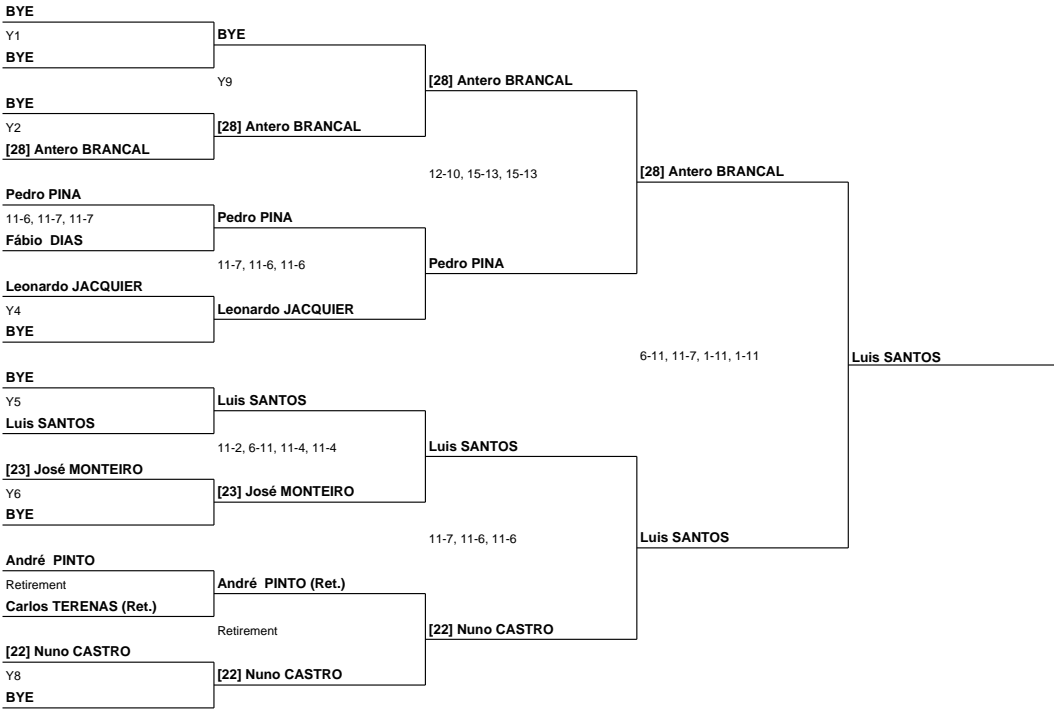 BYE
Y1
BYE
BYE
Y9
[28] Antero BRANCAL
BYE
Y2
[28] Antero BRANCAL
[28] Antero BRANCAL
12-10, 15-13, 15-13
[28] Antero BRANCAL
Pedro PINA
11-6, 11-7, 11-7
Fábio DIAS
Pedro PINA
11-7, 11-6, 11-6
Pedro PINA
Leonardo JACQUIER
Y4
BYE
Leonardo JACQUIER
6-11, 11-7, 1-11, 1-11
Luis SANTOS
BYE
Y5
Luis SANTOS
Luis SANTOS
11-2, 6-11, 11-4, 11-4
Luis SANTOS
[23] José MONTEIRO
Y6
BYE
[23] José MONTEIRO
11-7, 11-6, 11-6
Luis SANTOS
André PINTO
Retirement
Carlos TERENAS (Ret.)
André PINTO (Ret.)
Retirement
[22] Nuno CASTRO
[22] Nuno CASTRO
Y8
BYE
[22] Nuno CASTRO